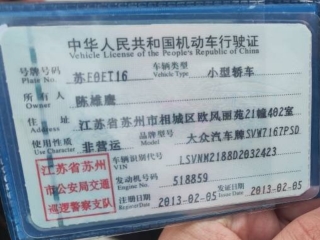 中华人民共和国机动车行驶证
Vehicle License of the People's Republic of China
号牌号码 Plate No. 苏E0ET16 车辆类型 Vehicle Type 小型轿车
所有人 Owner 陈维康
住址 Address 江苏省苏州市相城区欧风丽苑21幢402室
使用性质 Use Character 非营运 品牌型号 Model 大众汽车牌SVW7167PSD
江苏省苏州市公安局交通巡逻警察支队
车辆识别代号 VIN LSVNM2188D2032423
发动机号码 Engine No. 518859
注册日期 Register Date 2013-02-05 发证日期 Issue Date 2013-02-05